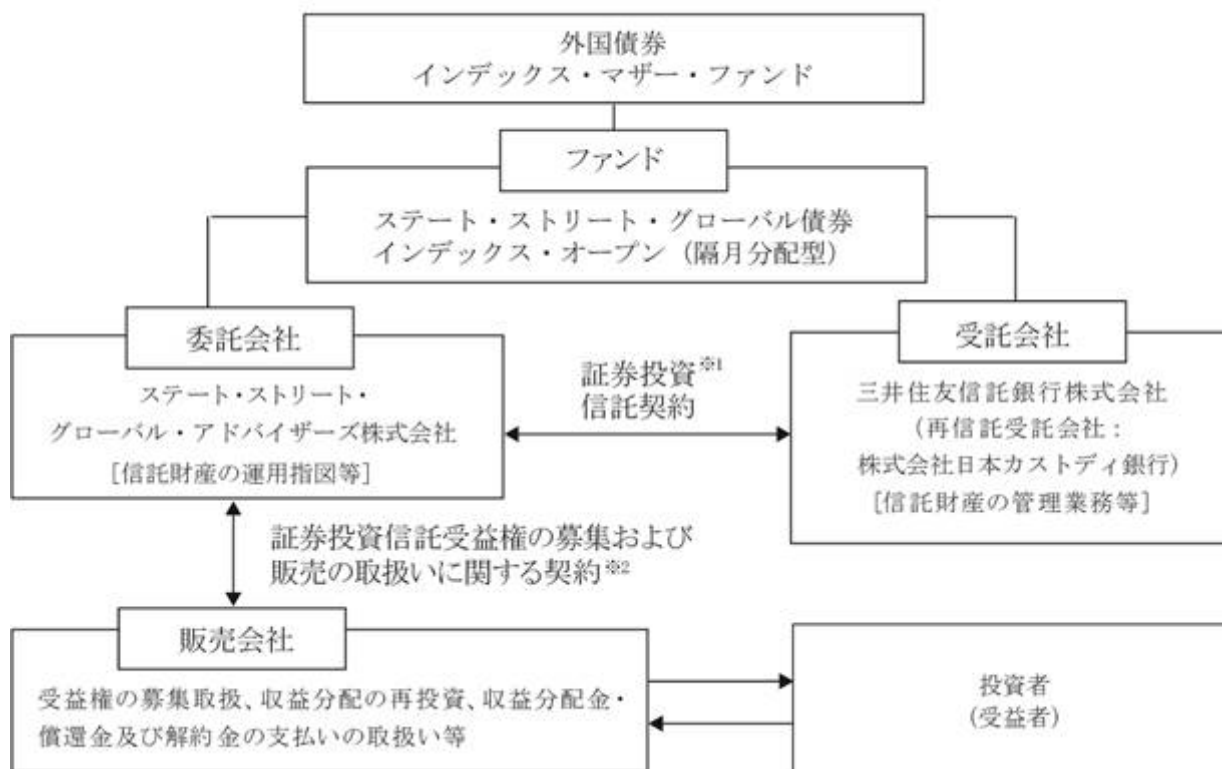 外国債券
インデックス・マザー・ファンド
ファンド
ステート・ストリート・グローバル債券
インデックス・オープン（隔月分配型）
委託会社
ステート・ストリート・
グローバル・アドバイザーズ株式会社
［信託財産の運用指図等］
証券投資※1
信託契約
受託会社
三井住友信託銀行株式会社
(再信託受託会社：
株式会社日本カストディ銀行)
［信託財産の管理業務等］
証券投資信託受益権の募集および
販売の取扱いに関する契約※2
販売会社
受益権の募集取扱、収益分配の再投資、収益分配金・
償還金及び解約金の支払いの取扱い等
投資者
(受益者)